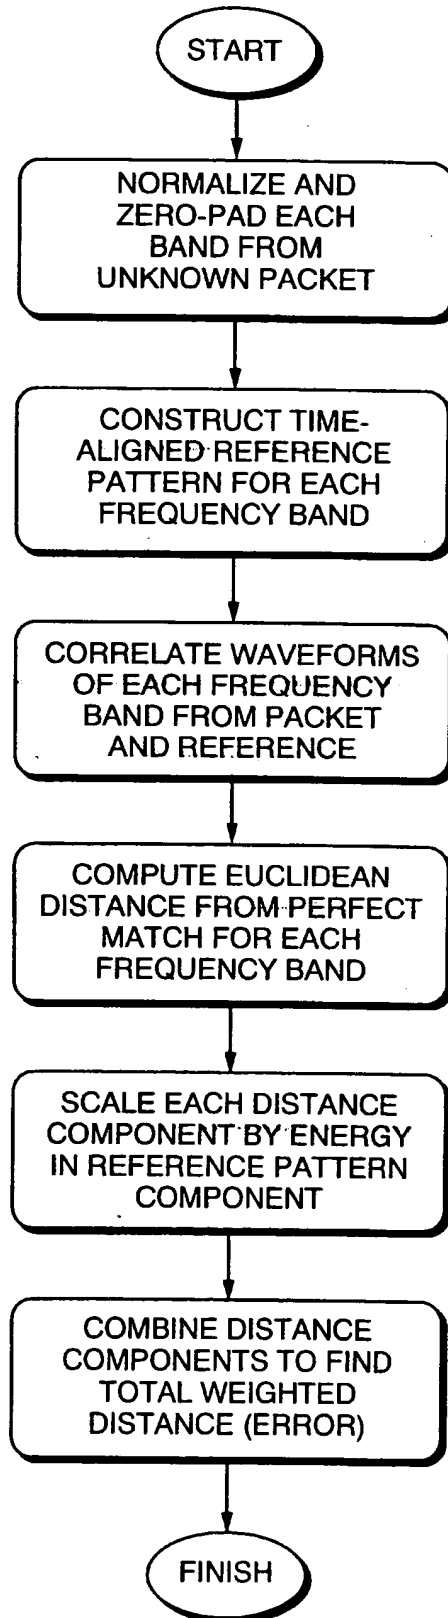 START
NORMALIZE AND
ZERO-PAD EACH
BAND FROM
UNKNOWN PACKET
CONSTRUCT TIME-
ALIGNED REFERENCE
PATTERN FOR EACH
FREQUENCY BAND
CORRELATE WAVEFORMS
OF EACH FREQUENCY
BAND FROM PACKET
AND REFERENCE
COMPUTE EUCLIDEAN
DISTANCE FROM PERFECT
MATCH FOR EACH
FREQUENCY BAND
SCALE EACH DISTANCE
COMPONENT BY ENERGY
IN REFERENCE PATTERN
COMPONENT
COMBINE DISTANCE
COMPONENTS TO FIND
TOTAL WEIGHTED
DISTANCE (ERROR)
FINISH